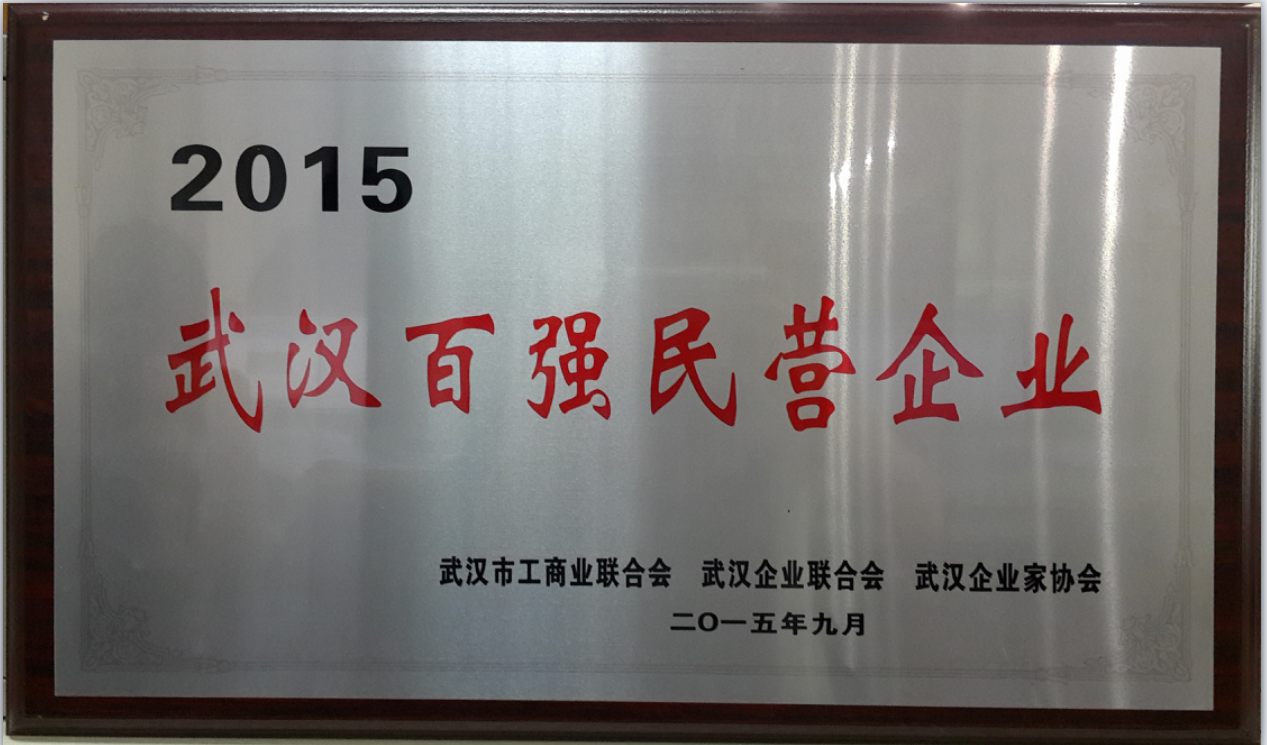 2015
武汉百强民营企业
武汉市工商业联合会 武汉企业联合会 武汉企业家协会
二〇一五年九月